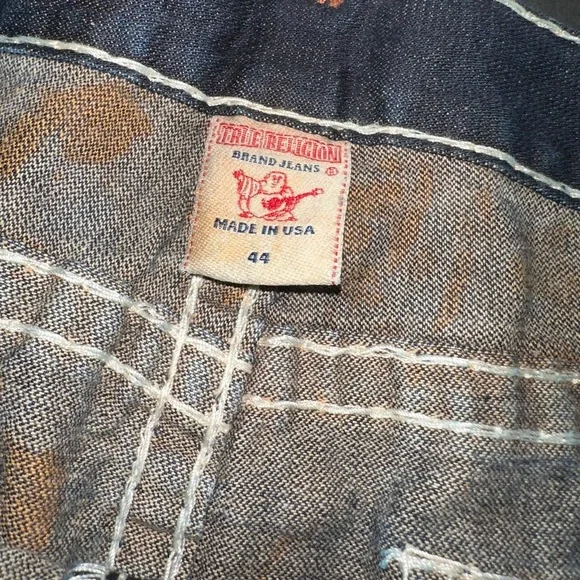 TRUE RELIGION
BRAND JEANS ®
MADE IN USA
44